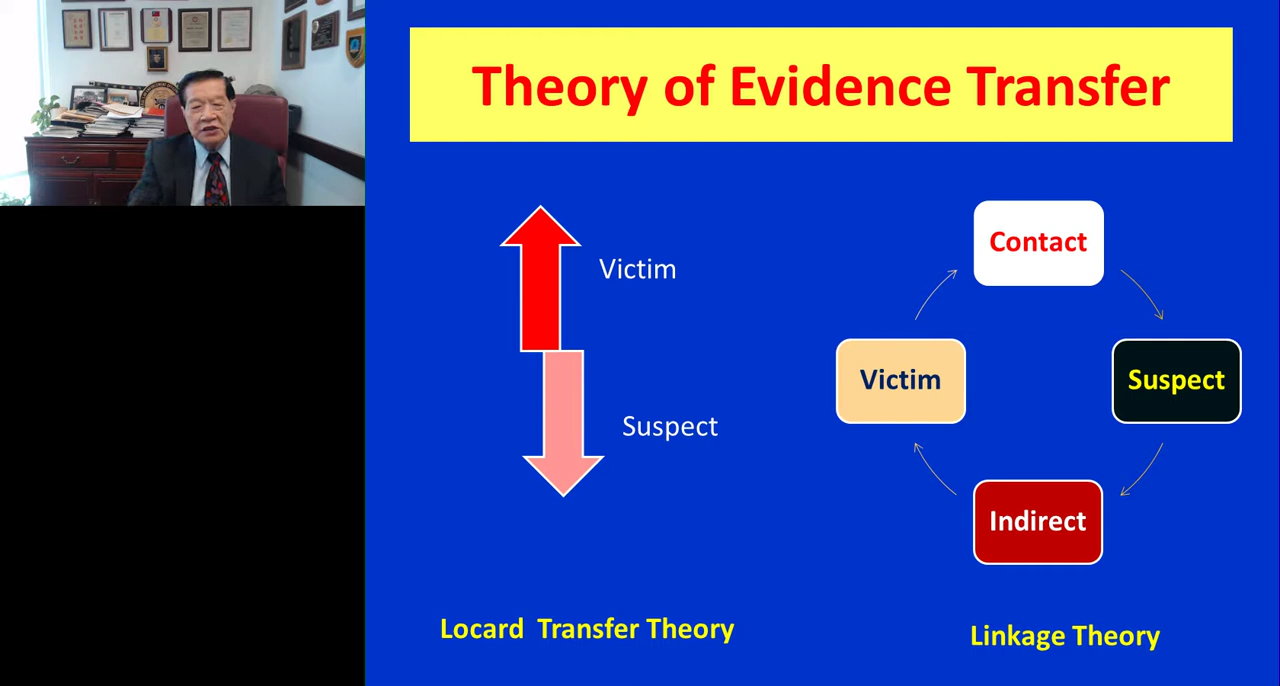 Theory of Evidence Transfer
Victim
Suspect
Locard Transfer Theory
Contact
Victim
Suspect
Indirect
Linkage Theory